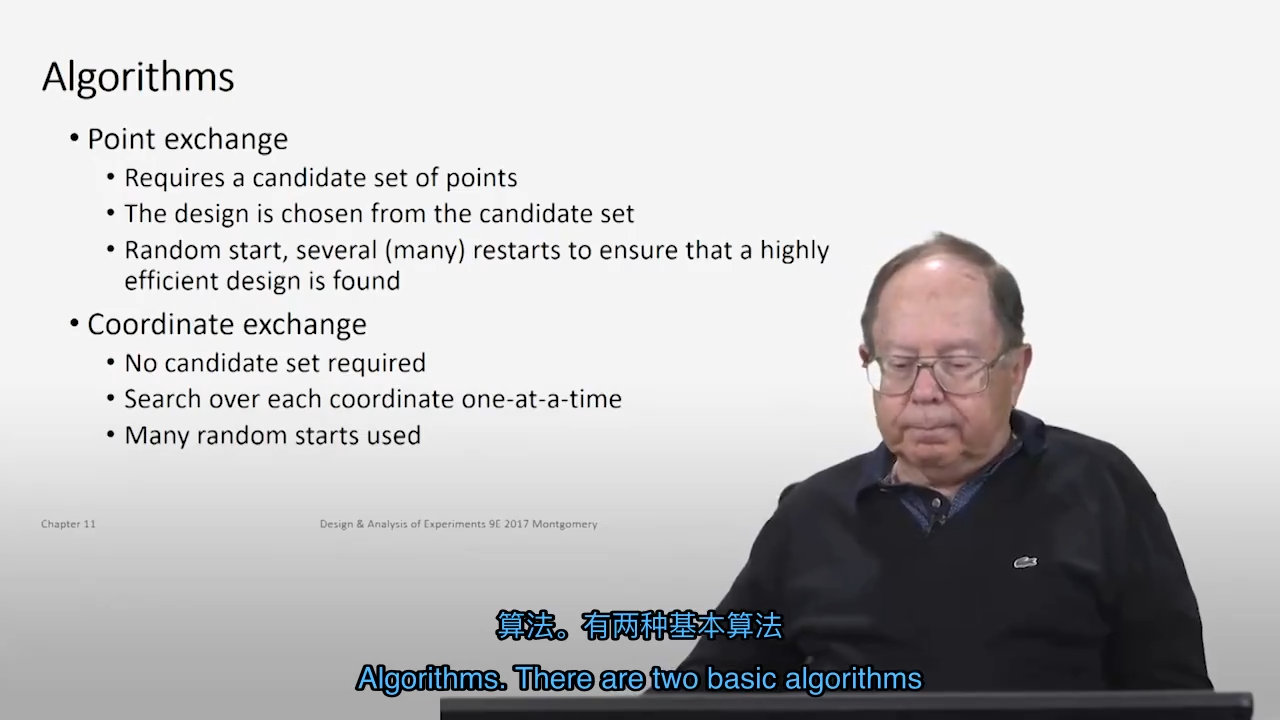 Algorithms
• Point exchange
• Requires a candidate set of points
• The design is chosen from the candidate set
• Random start, several (many) restarts to ensure that a highly
efficient design is found
• Coordinate exchange
• No candidate set required
• Search over each coordinate one-at-a-time
• Many random starts used
Chapter 11
Design & Analysis of Experiments 9E 2017 Montgomery
算法。有两种基本算法
Algorithms. There are two basic algorithms